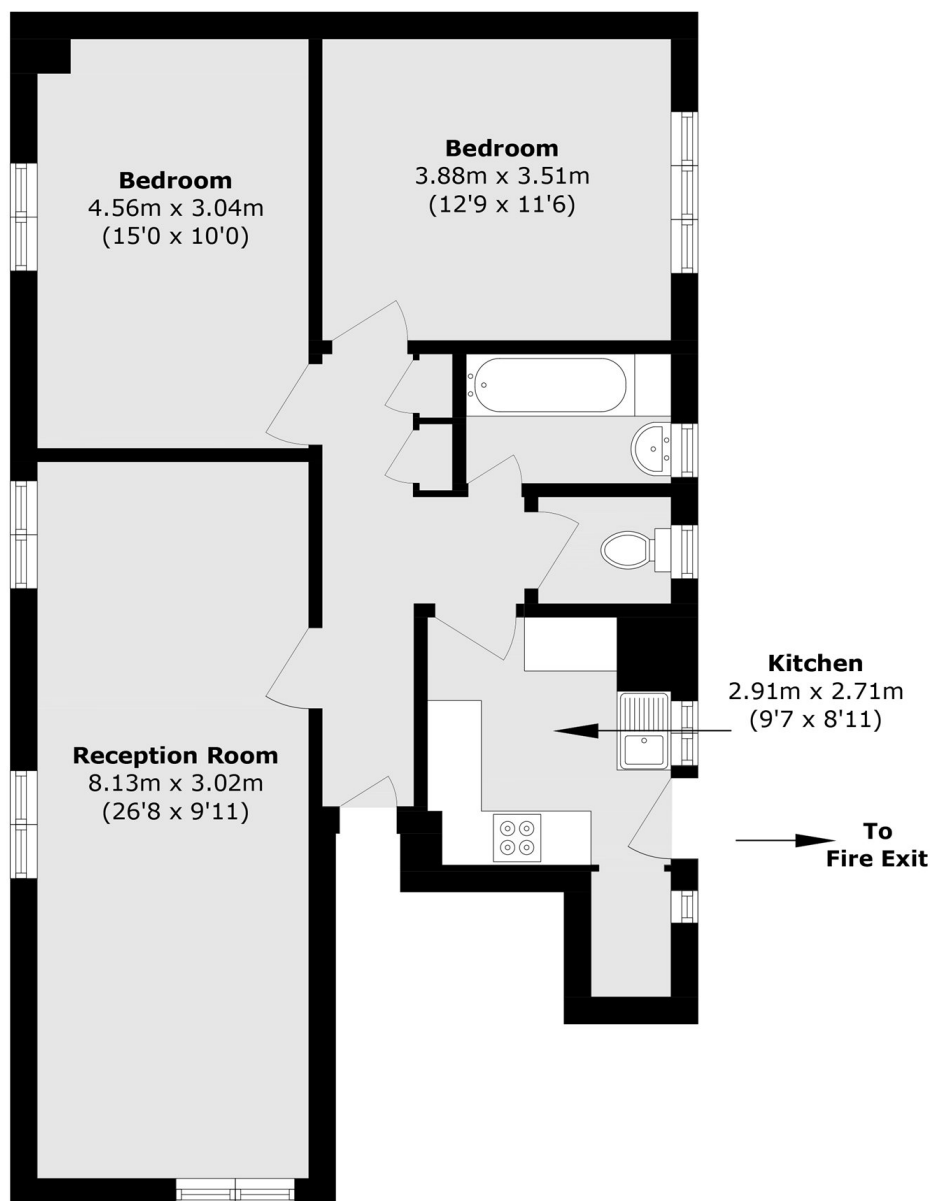 Bedroom
4.56m x 3.04m
(15'0 x 10'0)
Bedroom
3.88m x 3.51m
(12'9 x 11'6)
Kitchen
2.91m x 2.71m
(9'7 x 8'11)
Reception Room
8.13m x 3.02m
(26'8 x 9'11)
To
Fire Exit